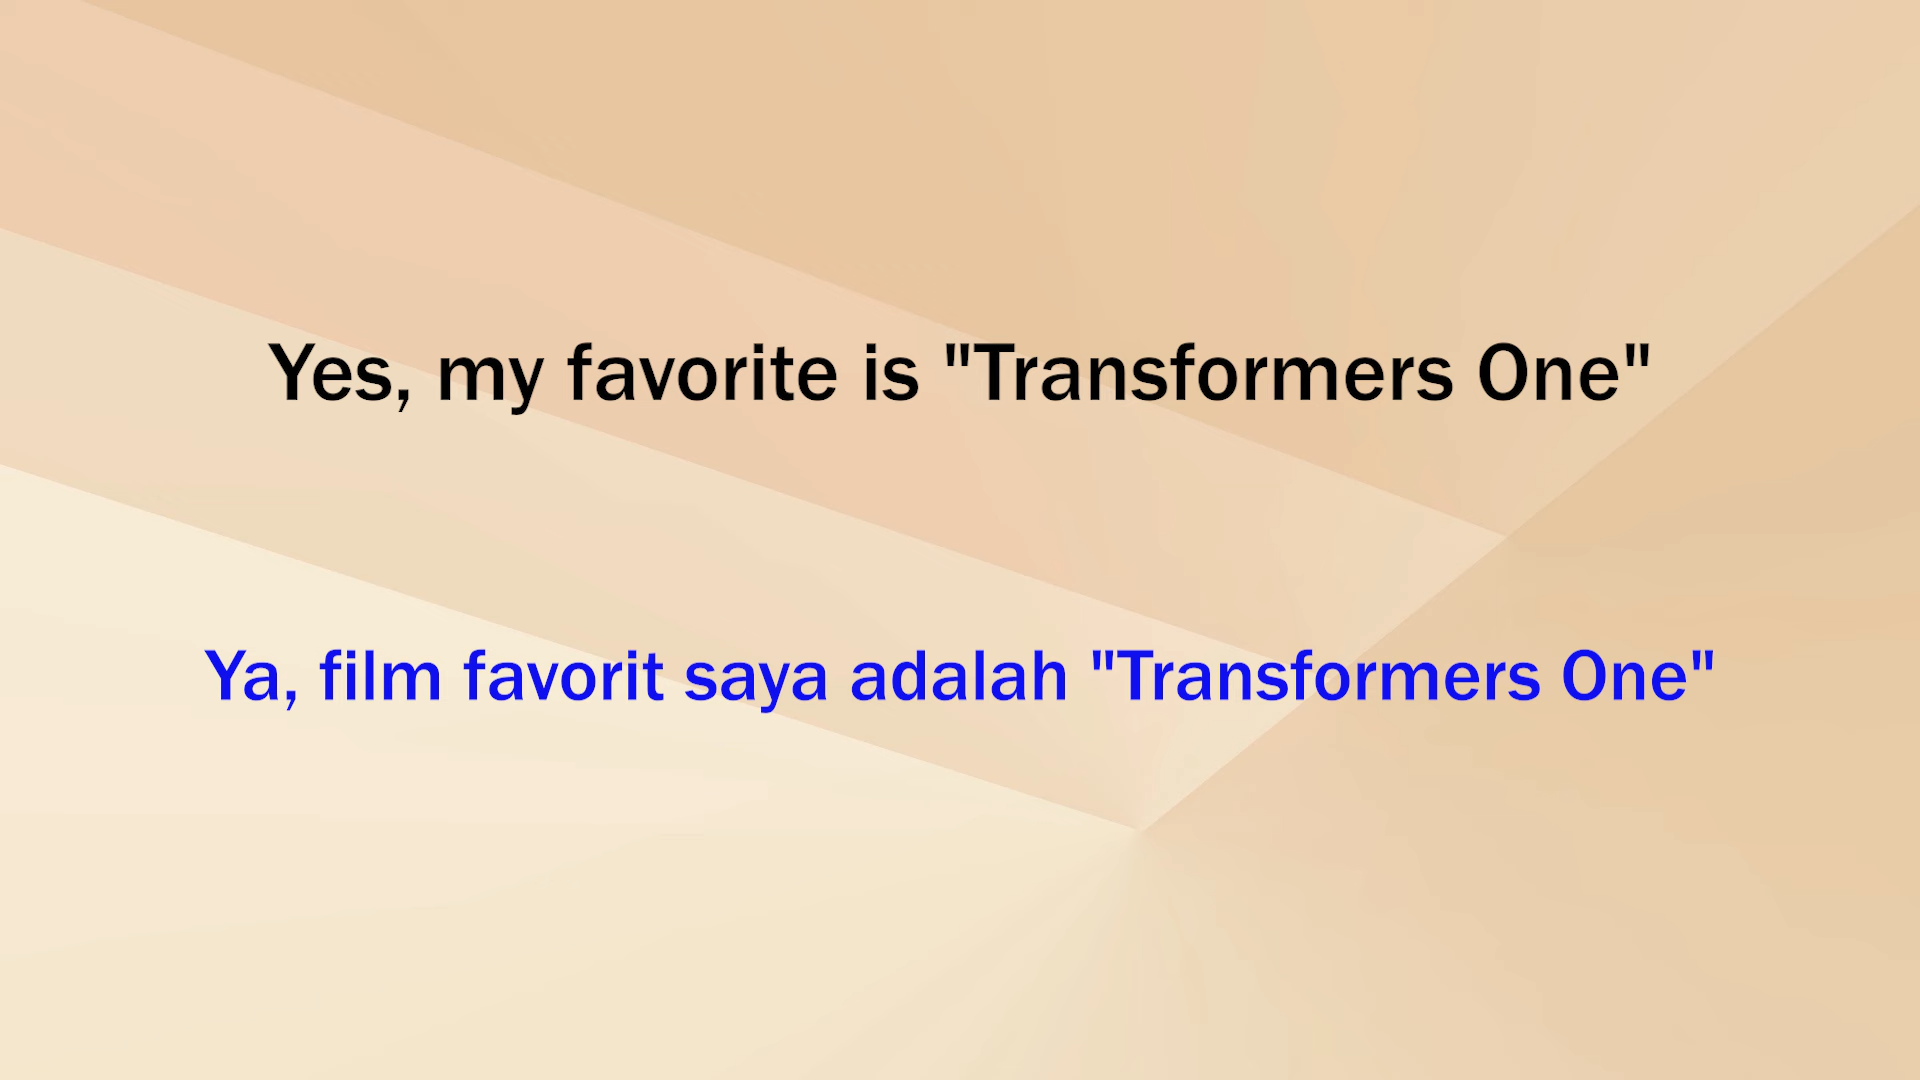 Yes, my favorite is "Transformers One"
Ya, film favorit saya adalah "Transformers One"